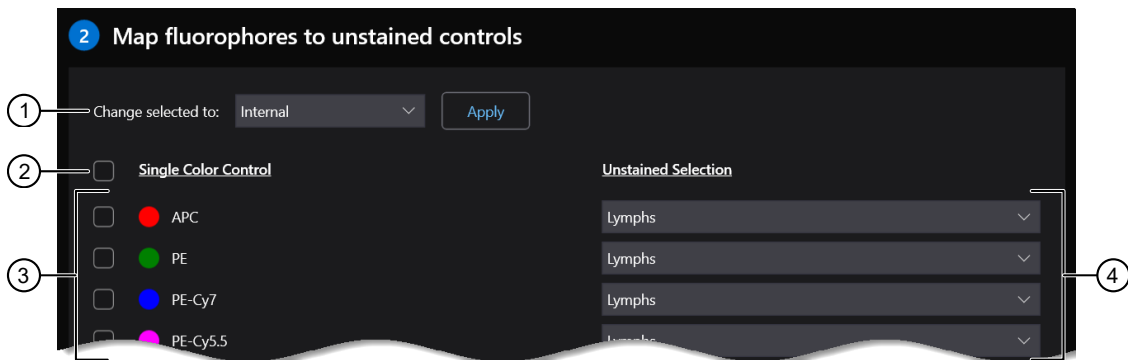 2 Map fluorophores to unstained controls
1 Change selected to: Internal Apply
2 Single Color Control Unstained Selection
APC Lymphs
PE Lymphs
3 4
PE-Cy7 Lymphs
PE-Cy5.5 Lymphs